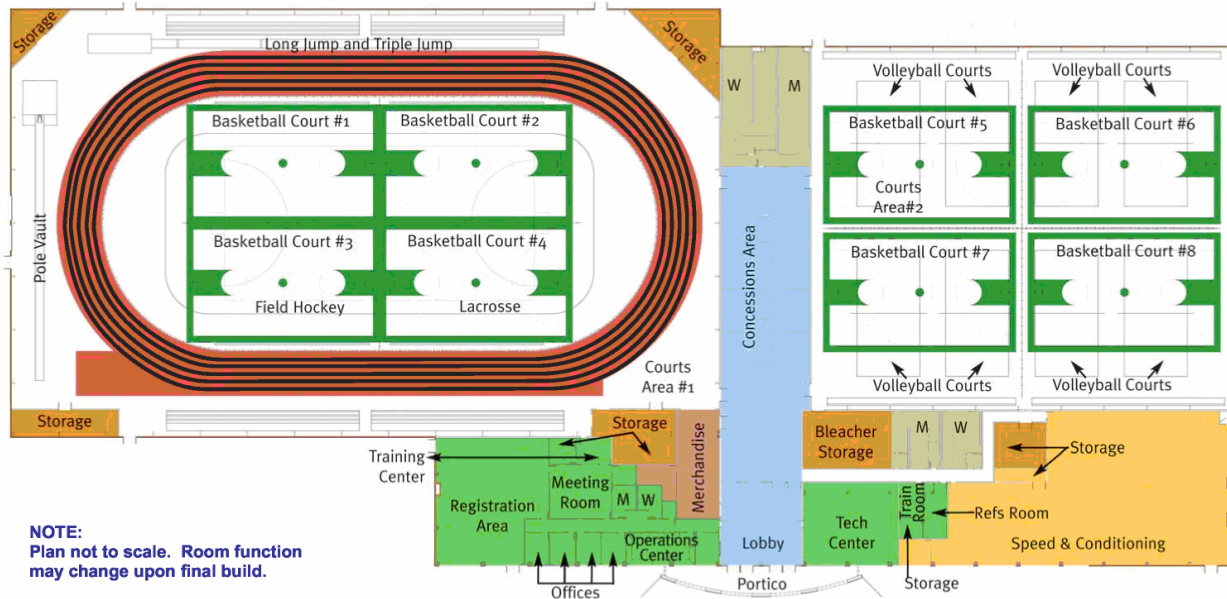 Storage
Long Jump and Triple Jump
Storage
W
M
Volleyball Courts
Volleyball Courts
Basketball Court #1
Basketball Court #2
Basketball Court #5
Basketball Court #6
Courts
Area#2
Pole Vault
Concessions Area
Basketball Court #3
Basketball Court #4
Basketball Court #7
Basketball Court #8
Field Hockey
Lacrosse
Courts
Area #1
Volleyball Courts
Volleyball Courts
Storage
Storage
Merchandise
Bleacher
Storage
M
W
Storage
Training
Center
Meeting
Room
M
W
Registration
Area
Train
Room
Refs Room
Operations
Center
Lobby
Tech
Center
Speed & Conditioning
NOTE:
Plan not to scale. Room function
may change upon final build.
Offices
Portico
Storage